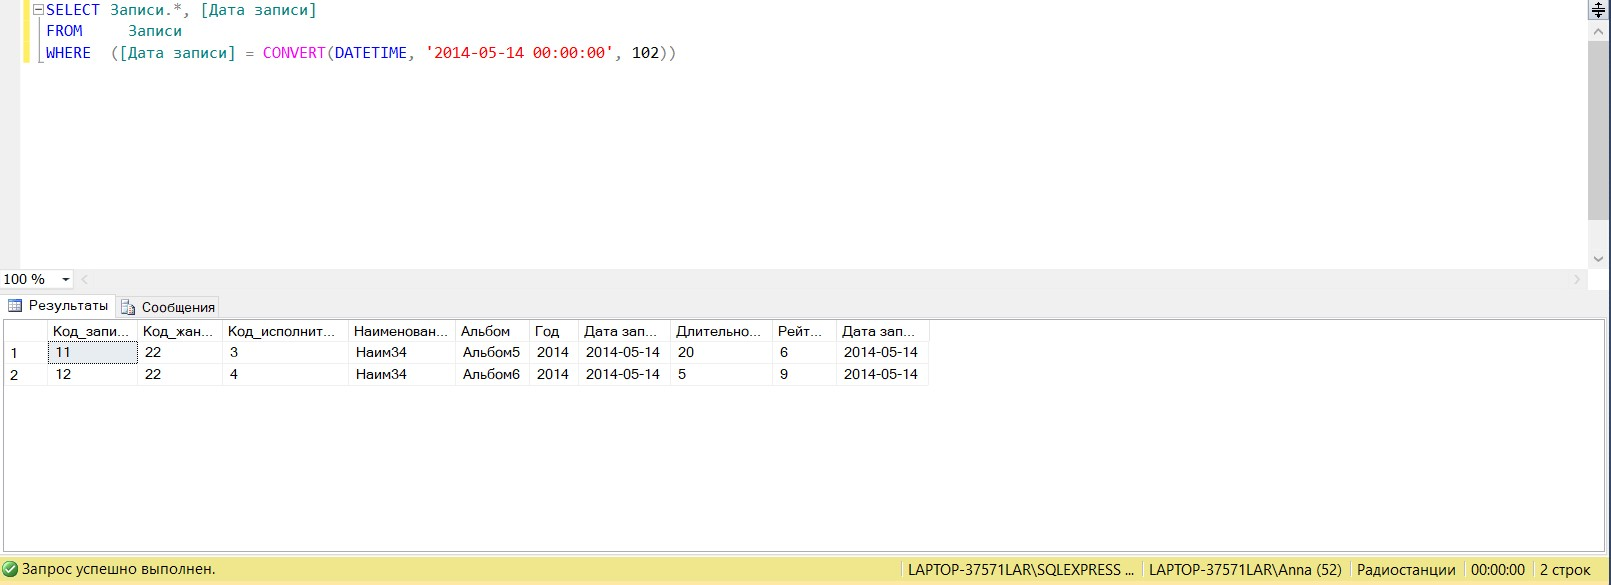 SELECT Записи.*, [Дата записи]
FROM Записи
WHERE ([Дата записи] = CONVERT(DATETIME, '2014-05-14 00:00:00', 102))
100 %
Результаты Сообщения
Код_запи... Код_жан... Код_исполнит... Наименован... Альбом Год Дата зап... Длительно... Рейт... Дата зап...
1 11 22 3 Наим34 Альбом5 2014 2014-05-14 20 6 2014-05-14
2 12 22 4 Наим34 Альбом6 2014 2014-05-14 5 9 2014-05-14
Запрос успешно выполнен. LAPTOP-37571LAR\SQLEXPRESS ... LAPTOP-37571LAR\Anna (52) Радиостанции 00:00:00 2 строк